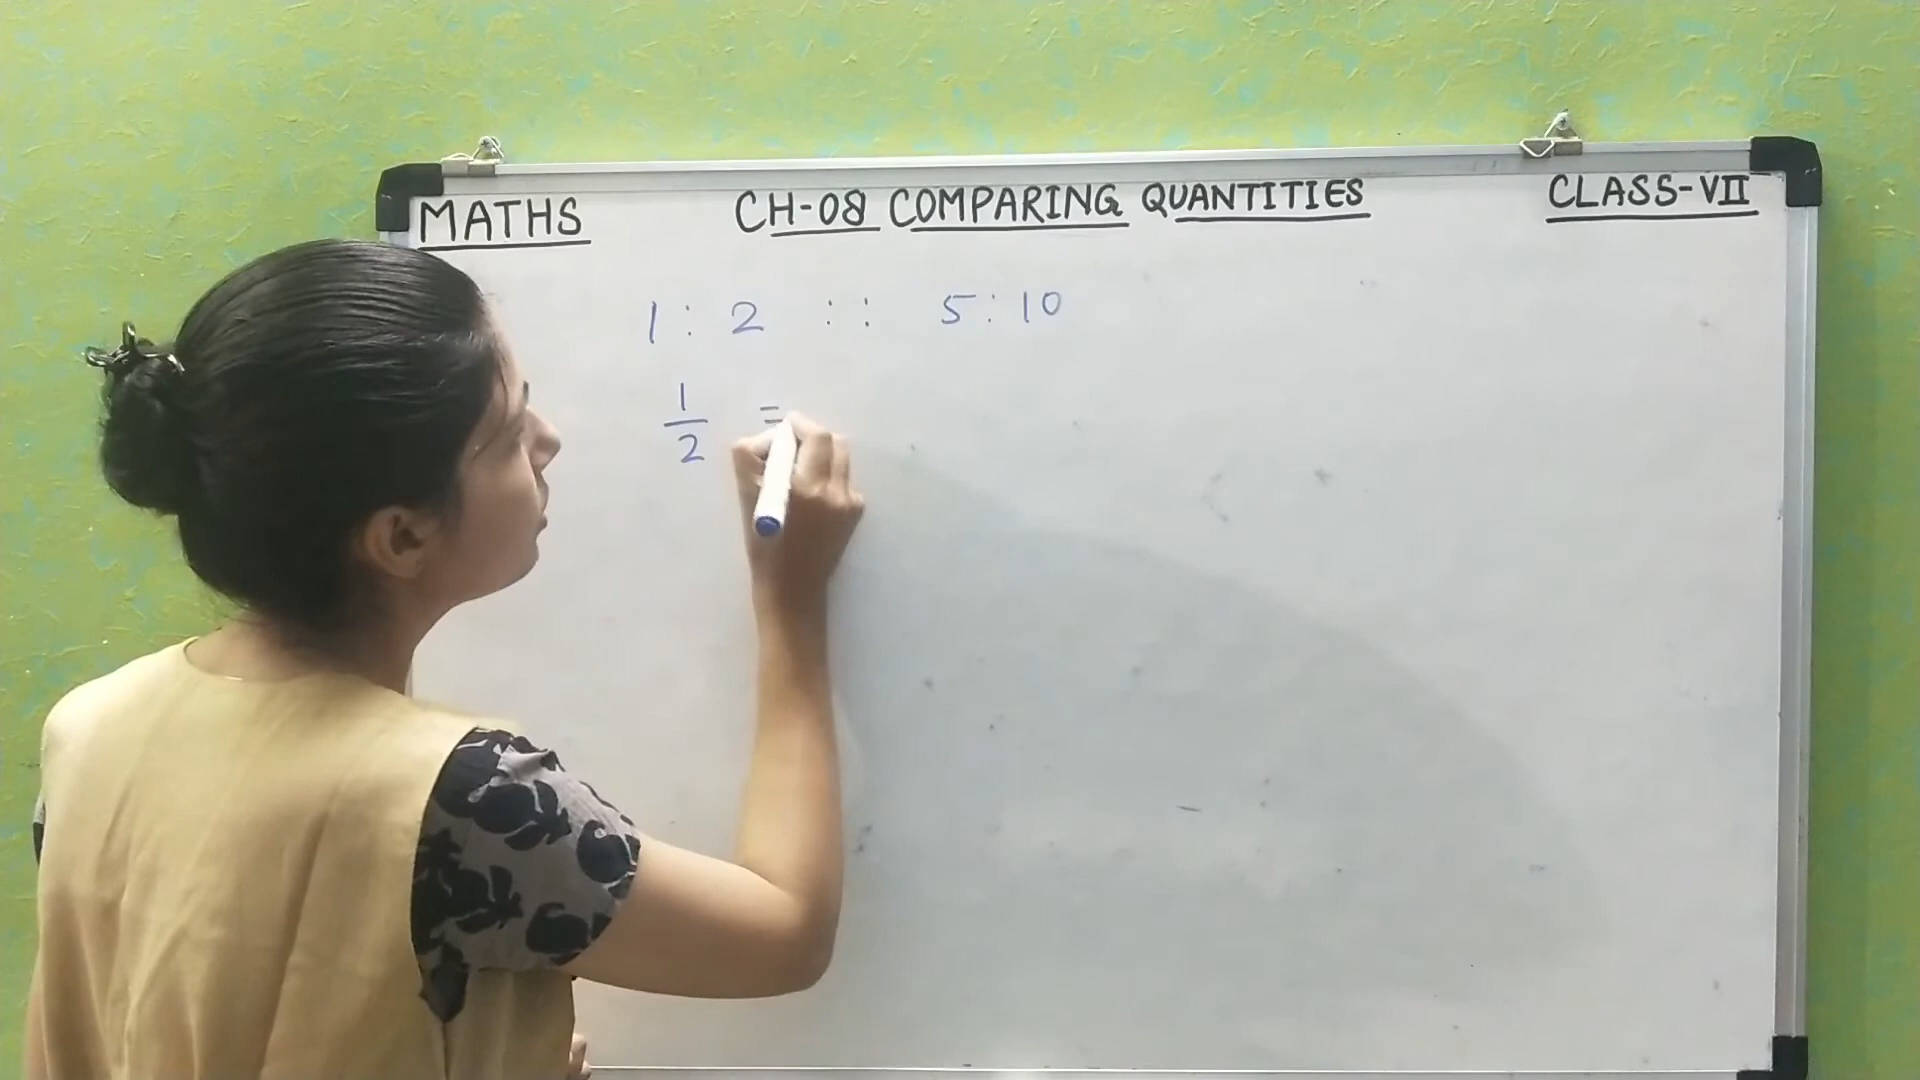 MATHS CH-08 COMPARING QUANTITIES CLASS-VII
1 : 2 :: 5 : 10
1
2 =